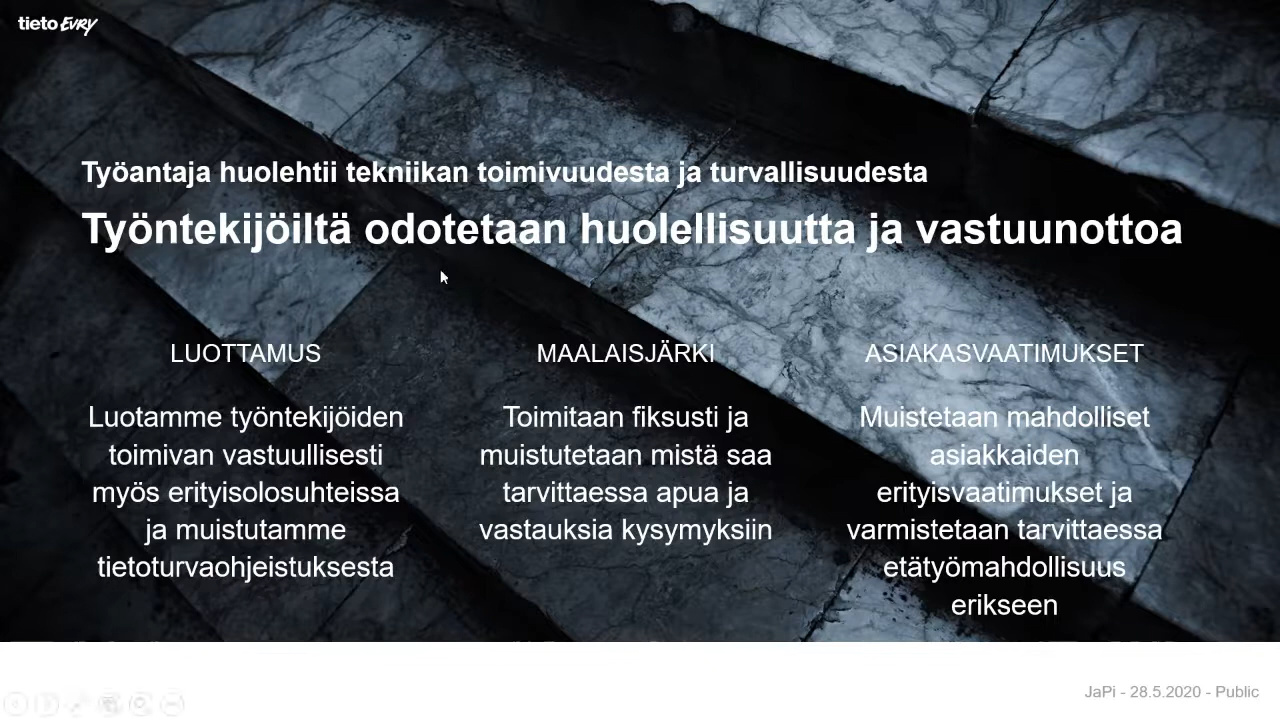 tieto EVRY
Työantaja huolehtii tekniikan toimivuudesta ja turvallisuudesta
Työntekijöiltä odotetaan huolellisuutta ja vastuunottoa
LUOTTAMUS
Luotamme työntekijöiden
toimivan vastuullisesti
myös erityisolosuhteissa
ja muistutamme
tietoturvaohjeistuksesta
MAALAISJÄRKI
Toimitaan fiksusti ja
muistutetaan mistä saa
tarvittaessa apua ja
vastauksia kysymyksiin
ASIAKASVAATIMUKSET
Muistetaan mahdolliset
asiakkaiden
erityisvaatimukset ja
varmistetaan tarvittaessa
etätyömahdollisuus
erikseen
JaPi - 28.5.2020 - Public